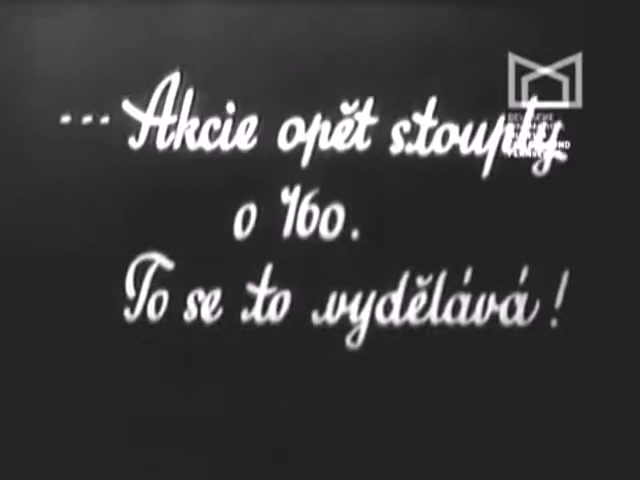 ... Akcie opět stouply
o 160.
To se to vydělává!